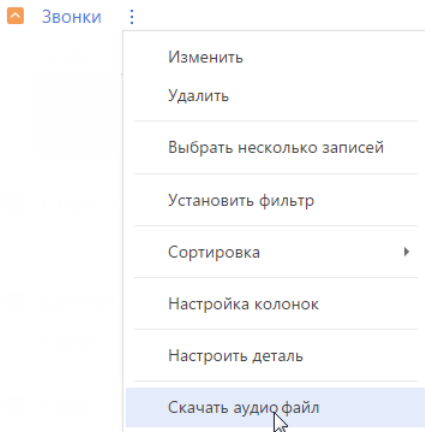 Звонки
Изменить
Удалить
Выбрать несколько записей
Установить фильтр
Сортировка
Настройка колонок
Настроить деталь
Скачать аудио файл